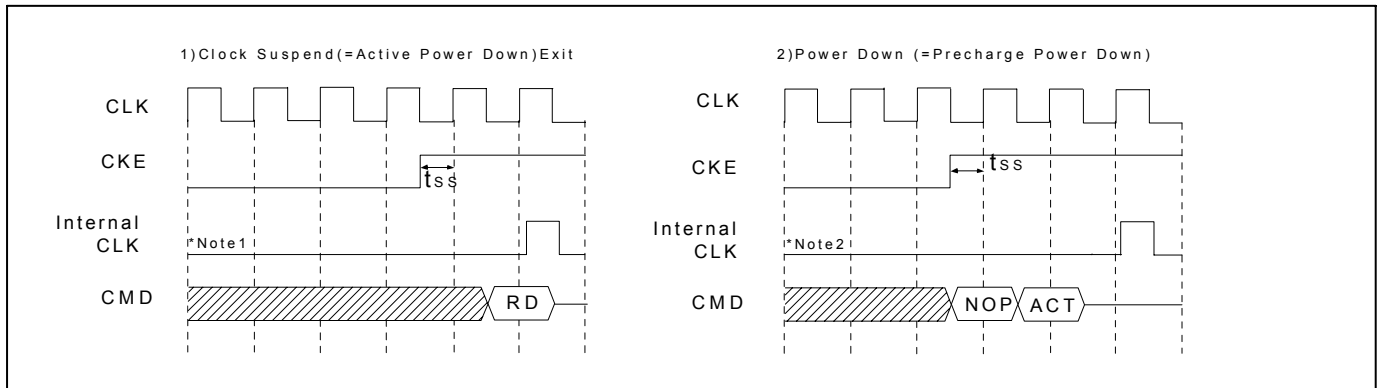 1)Clock Suspend(=Active Power Down)Exit
CLK
CKE
tss
Internal
CLK
*Note1
CMD
RD
2)Power Down (=Precharge Power Down)
CLK
CKE
tss
Internal
CLK
*Note2
CMD
NOP
ACT